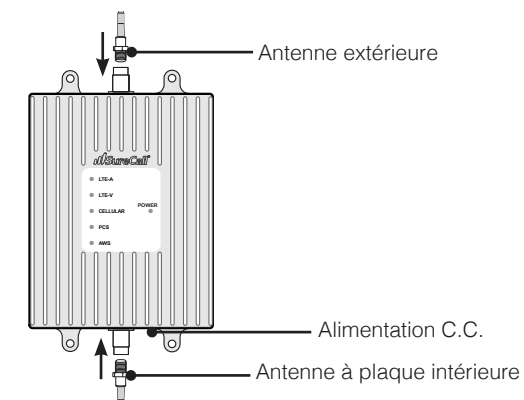 Antenne extérieure
SureCall
LTE-A
LTE-V
POWER
CELLULAR
PCS
AWS
Alimentation C.C.
Antenne à plaque intérieure